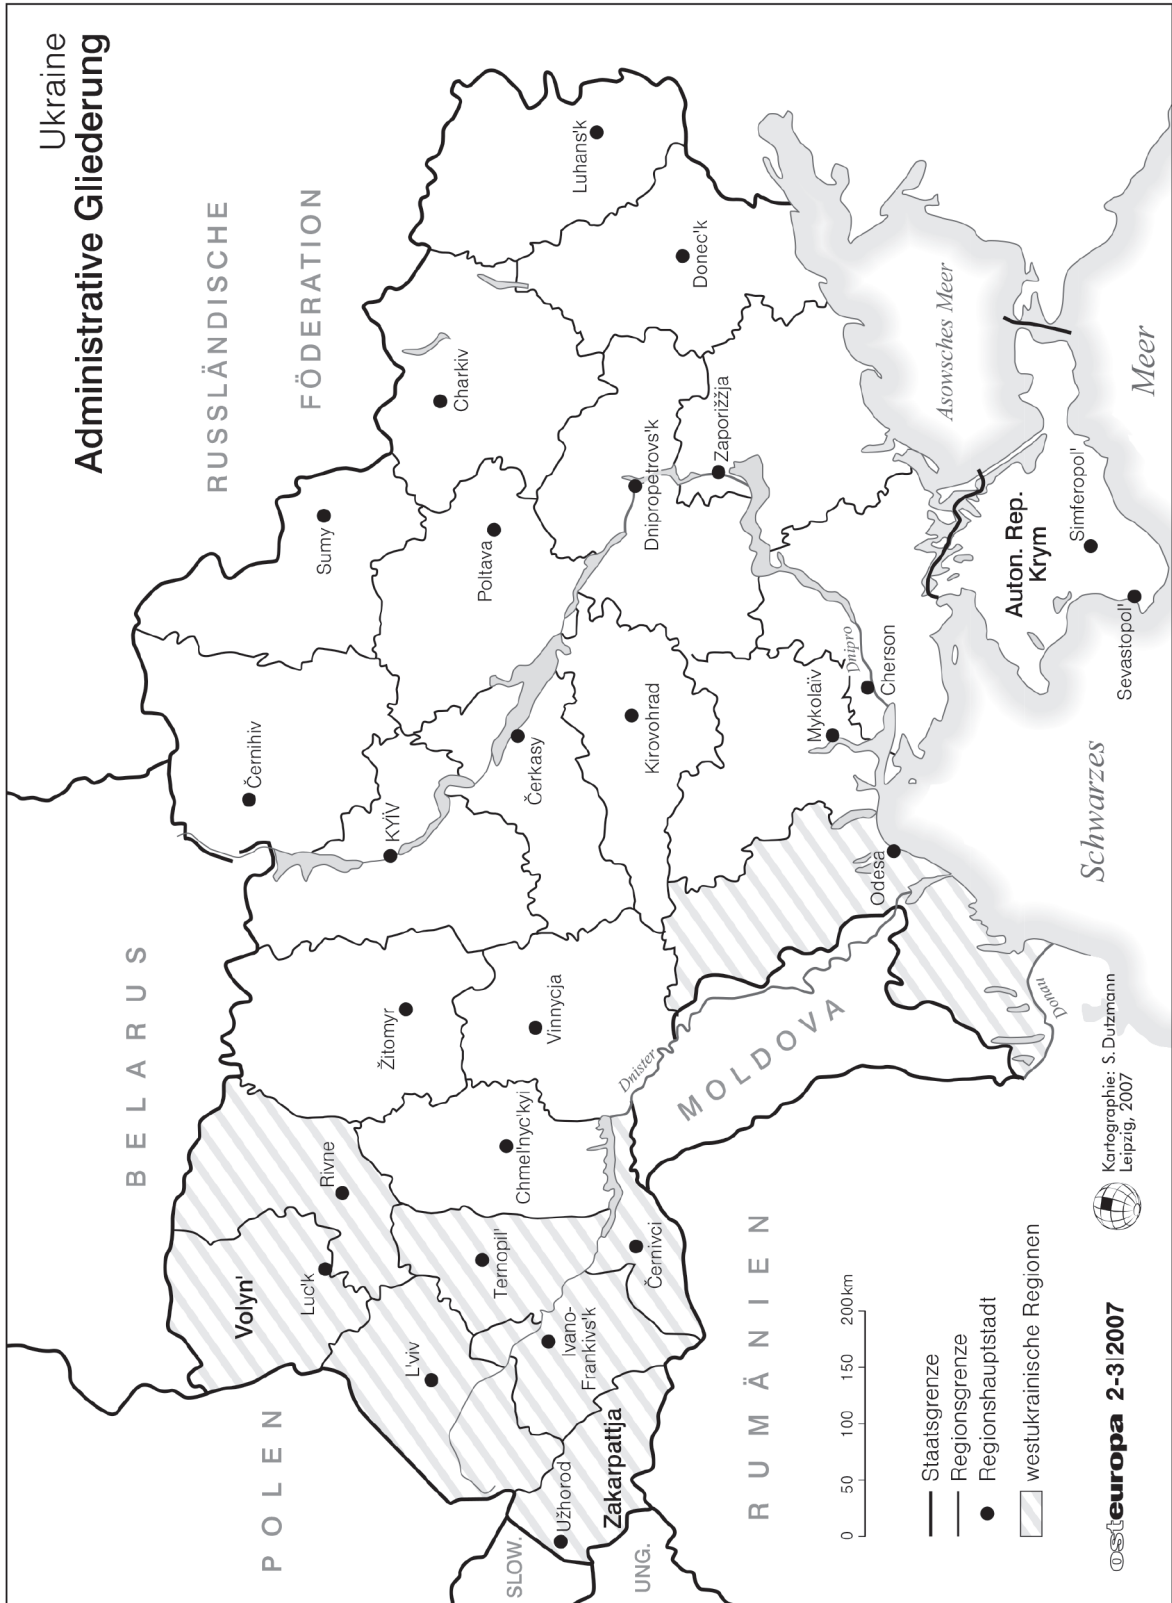 Ukraine
Administrative Gliederung
RUSSLÄNDISCHE
FÖDERATION
BELARUS
POLEN
SLOW.
UNG.
RUMÄNIEN
MOLDOVA
Černihiv
Sumy
Charkiv
Luhans'k
Donec'k
Poltava
KYÏV
Čerkasy
Dnipropetrovs'k
Zaporižžja
Kirovohrad
Žitomyr
Vinnycja
Chmel'nyc'kyi
Rivne
Volyn'
Luc'k
L'viv
Ternopil'
Ivano-
Frankivs'k
Černivci
Užhorod
Zakarpattja
Mykolaïv
Cherson
Odesa
Dnipro
Dnister
Donau
Auton. Rep.
Krym
Simferopol'
Sevastopol'
Asowsches Meer
Schwarzes
Meer
0 50 100 150 200 km
Staatsgrenze
Regionsgrenze
Regionshauptstadt
westukrainische Regionen
osteuropa 2-3|2007
Kartographie: S. Dutzmann
Leipzig, 2007